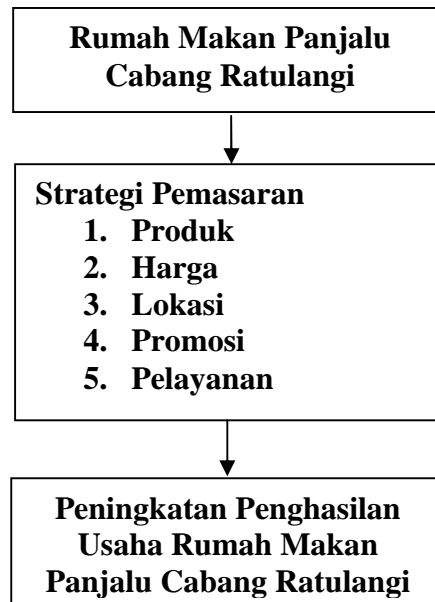 Rumah Makan Panjalu
Cabang Ratulangi
Strategi Pemasaran
1. Produk
2. Harga
3. Lokasi
4. Promosi
5. Pelayanan
Peningkatan Penghasilan
Usaha Rumah Makan
Panjalu Cabang Ratulangi